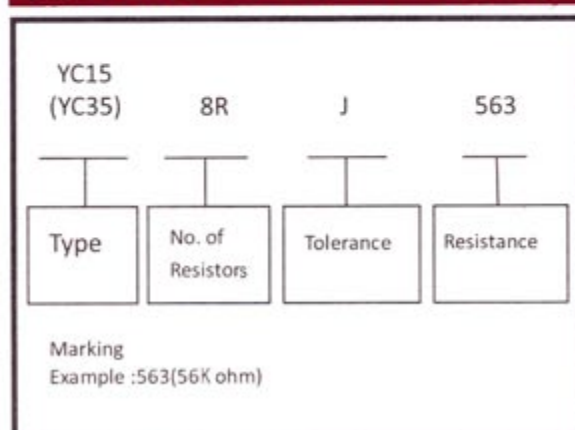 YC15
(YC35) 8R J 563
Type No. of Resistors Tolerance Resistance
Marking
Example :563(56K ohm)